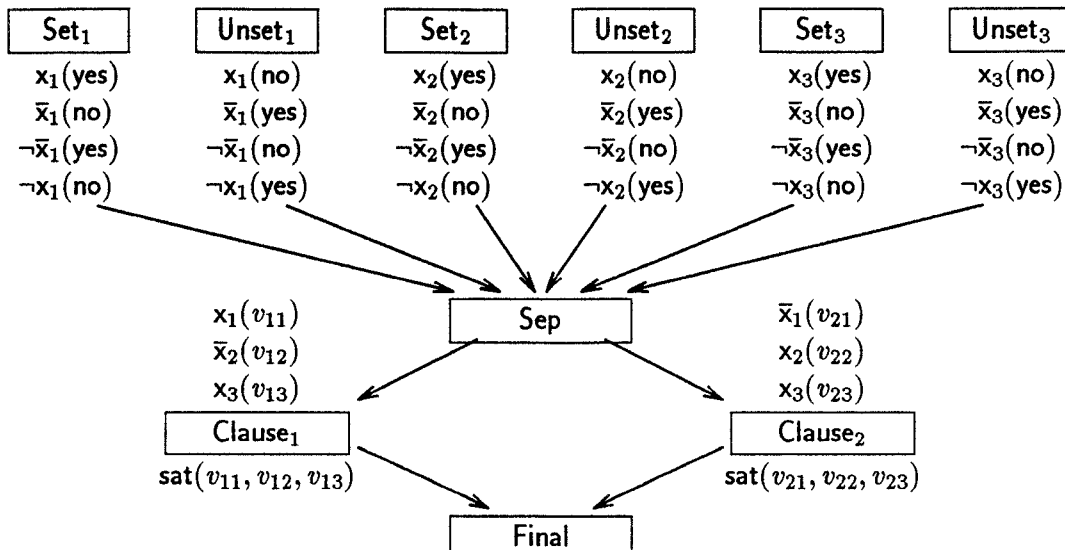 Set₁ Unset₁ Set₂ Unset₂ Set₃ Unset₃
x₁(yes) x₁(no) x₂(yes) x₂(no) x₃(yes) x₃(no)
x̅₁(no) x̅₁(yes) x̅₂(no) x̅₂(yes) x̅₃(no) x̅₃(yes)
¬x̅₁(yes) ¬x̅₁(no) ¬x̅₂(yes) ¬x̅₂(no) ¬x̅₃(yes) ¬x̅₃(no)
¬x₁(no) ¬x₁(yes) ¬x₂(no) ¬x₂(yes) ¬x₃(no) ¬x₃(yes)
x₁(v₁₁) Sep x̅₁(v₂₁)
x̅₂(v₁₂) x₂(v₂₂)
x₃(v₁₃) x₃(v₂₃)
Clause₁ Clause₂
sat(v₁₁, v₁₂, v₁₃) sat(v₂₁, v₂₂, v₂₃)
Final